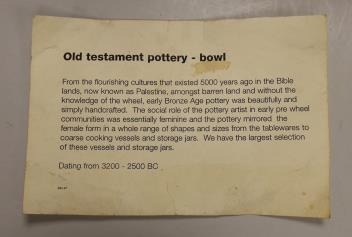 Old testament pottery - bowl
From the flourishing cultures that existed 5000 years ago in the Bible
lands, now known as Palestine, amongst barren land and without the
knowledge of the wheel, early Bronze Age pottery was beautifully and
simply handcrafted. The social role of the pottery artist in early pre wheel
communities was essentially feminine and the pottery mirrored the
female form in a whole range of shapes and sizes from the tablewares to
coarse cooking vessels and storage jars. We have the largest selection
of these vessels and storage jars.
Dating from 3200 - 2500 BC